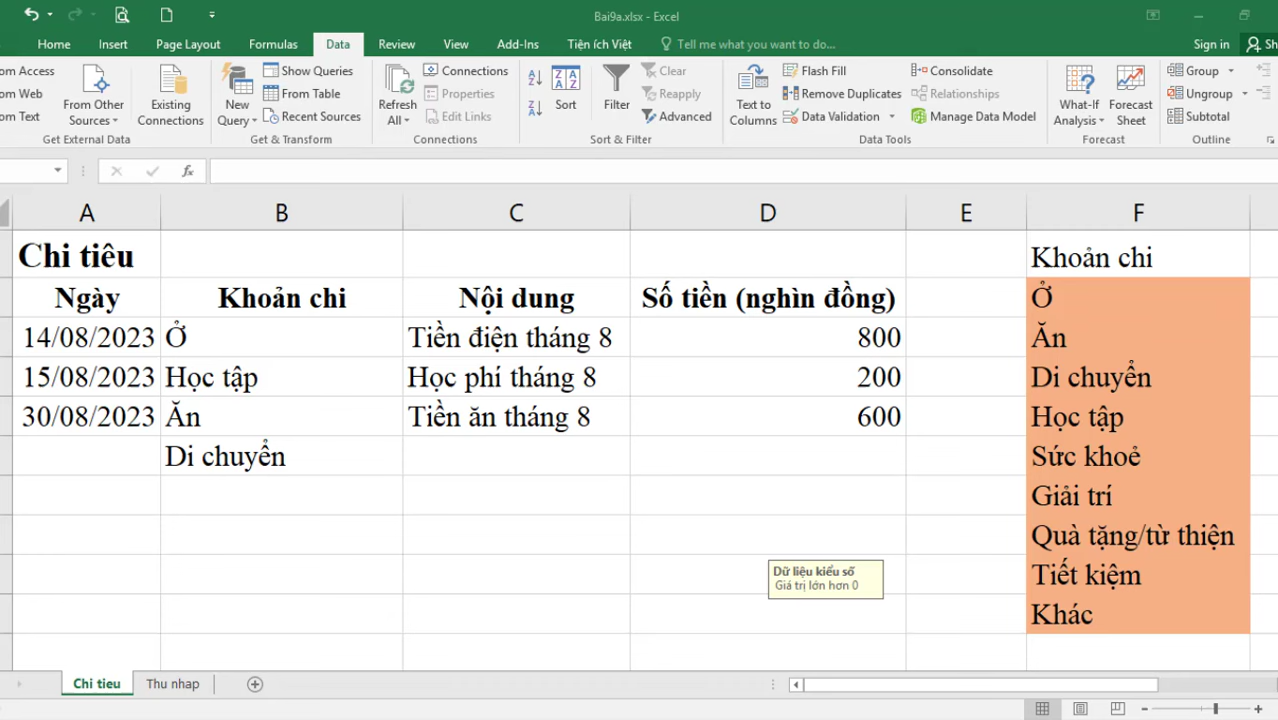 Bai9a.xlsx - Excel
Home Insert Page Layout Formulas Data Review View Add-Ins Tiện ích Việt Tell me what you want to do... Sign in Sh
om Access
om Web
om Text
From Other Sources
Existing Connections
Get External Data
New Query
Show Queries
From Table
Recent Sources
Get & Transform
Refresh All
Connections
Properties
Edit Links
Connections
Sort
Filter
Clear
Reapply
Advanced
Sort & Filter
Text to Columns
Flash Fill
Remove Duplicates
Data Validation
Consolidate
Relationships
Manage Data Model
Data Tools
What-If Analysis
Forecast Sheet
Forecast
Group
Ungroup
Subtotal
Outline
fx
A B C D E F
Chi tiêu Khoản chi
Ngày Khoản chi Nội dung Số tiền (nghìn đồng) Ở
14/08/2023 Ở Tiền điện tháng 8 800 Ăn
15/08/2023 Học tập Học phí tháng 8 200 Di chuyển
30/08/2023 Ăn Tiền ăn tháng 8 600 Học tập
Di chuyển Sức khoẻ
Giải trí
Quà tặng/từ thiện
Dữ liệu kiểu số
Giá trị lớn hơn 0
Tiết kiệm
Khác
Chi tieu Thu nhap